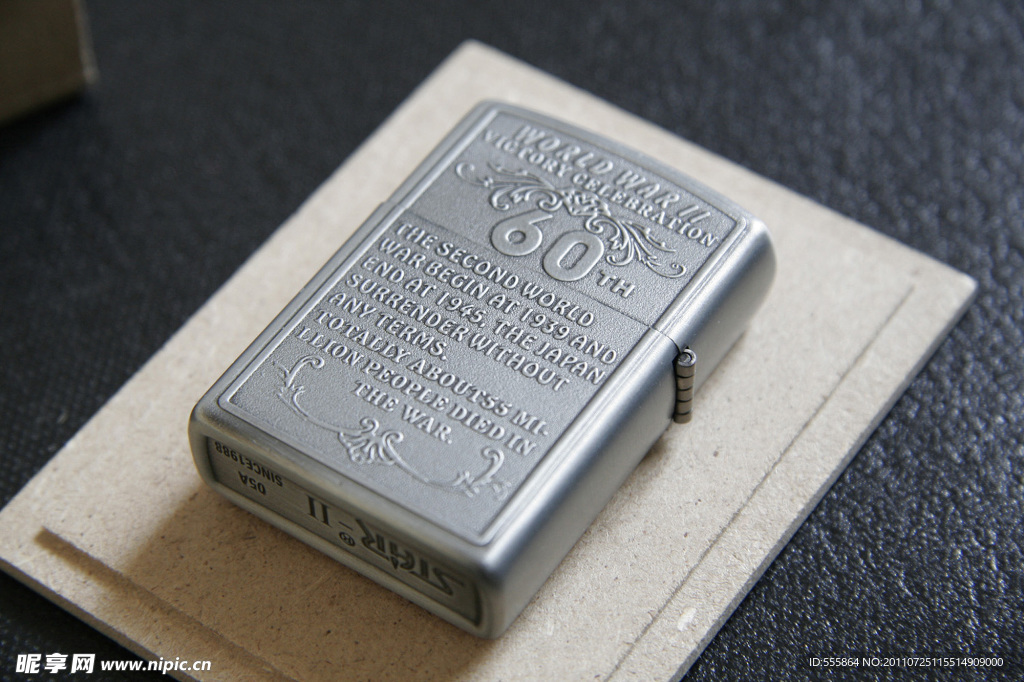 WORLD WAR II
VICTORY CELEBRATION
60TH
THE SECOND WORLD
WAR BEGIN AT 1939 AND
END AT 1945, THE JAPAN
SURRENDER WITHOUT
ANY TERMS.
TOTALLY ABOUT 55 MI-
LLION PEOPLE DIED IN
THE WAR.
STAR-II®
05A
SINCE1988
昵享网 www.nipic.cn
ID:555864 NO:20110725115514909000